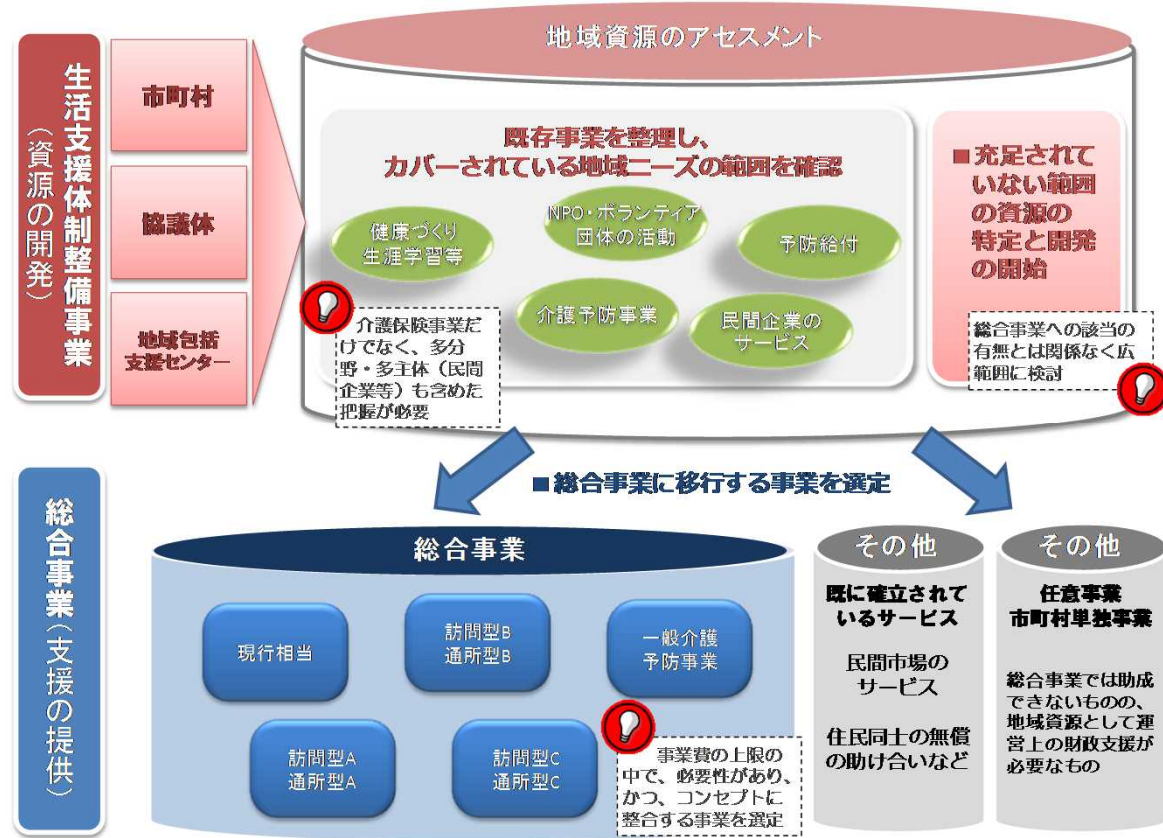 生活支援体制整備事業
（資源の開発）
市町村
協議体
地域包括
支援センター
地域資源のアセスメント
既存事業を整理し、
カバーされている地域ニーズの範囲を確認
健康づくり
生涯学習等
NPO・ボランティア
団体の活動
予防給付
介護予防事業
民間企業の
サービス
介護保険事業だ
けでなく、多分
野・多主体（民間
企業等）も含めた
把握が必要
■充足されて
いない範囲
の資源の
特定と開発
の開始
総合事業への該当の
有無とは関係なく広
範囲に検討
■総合事業に移行する事業を選定
総合事業（支援の提供）
総合事業
現行相当
訪問型B
通所型B
一般介護
予防事業
訪問型A
通所型A
訪問型C
通所型C
事業費の上限の
中で、必要性があり、
かつ、コンセプトに
整合する事業を選定
その他
既に確立されて
いるサービス
民間市場の
サービス
住民同士の無償
の助け合いなど
その他
任意事業
市町村単独事業
総合事業では助成
できないものの、
地域資源として運
営上の財政支援が
必要なもの